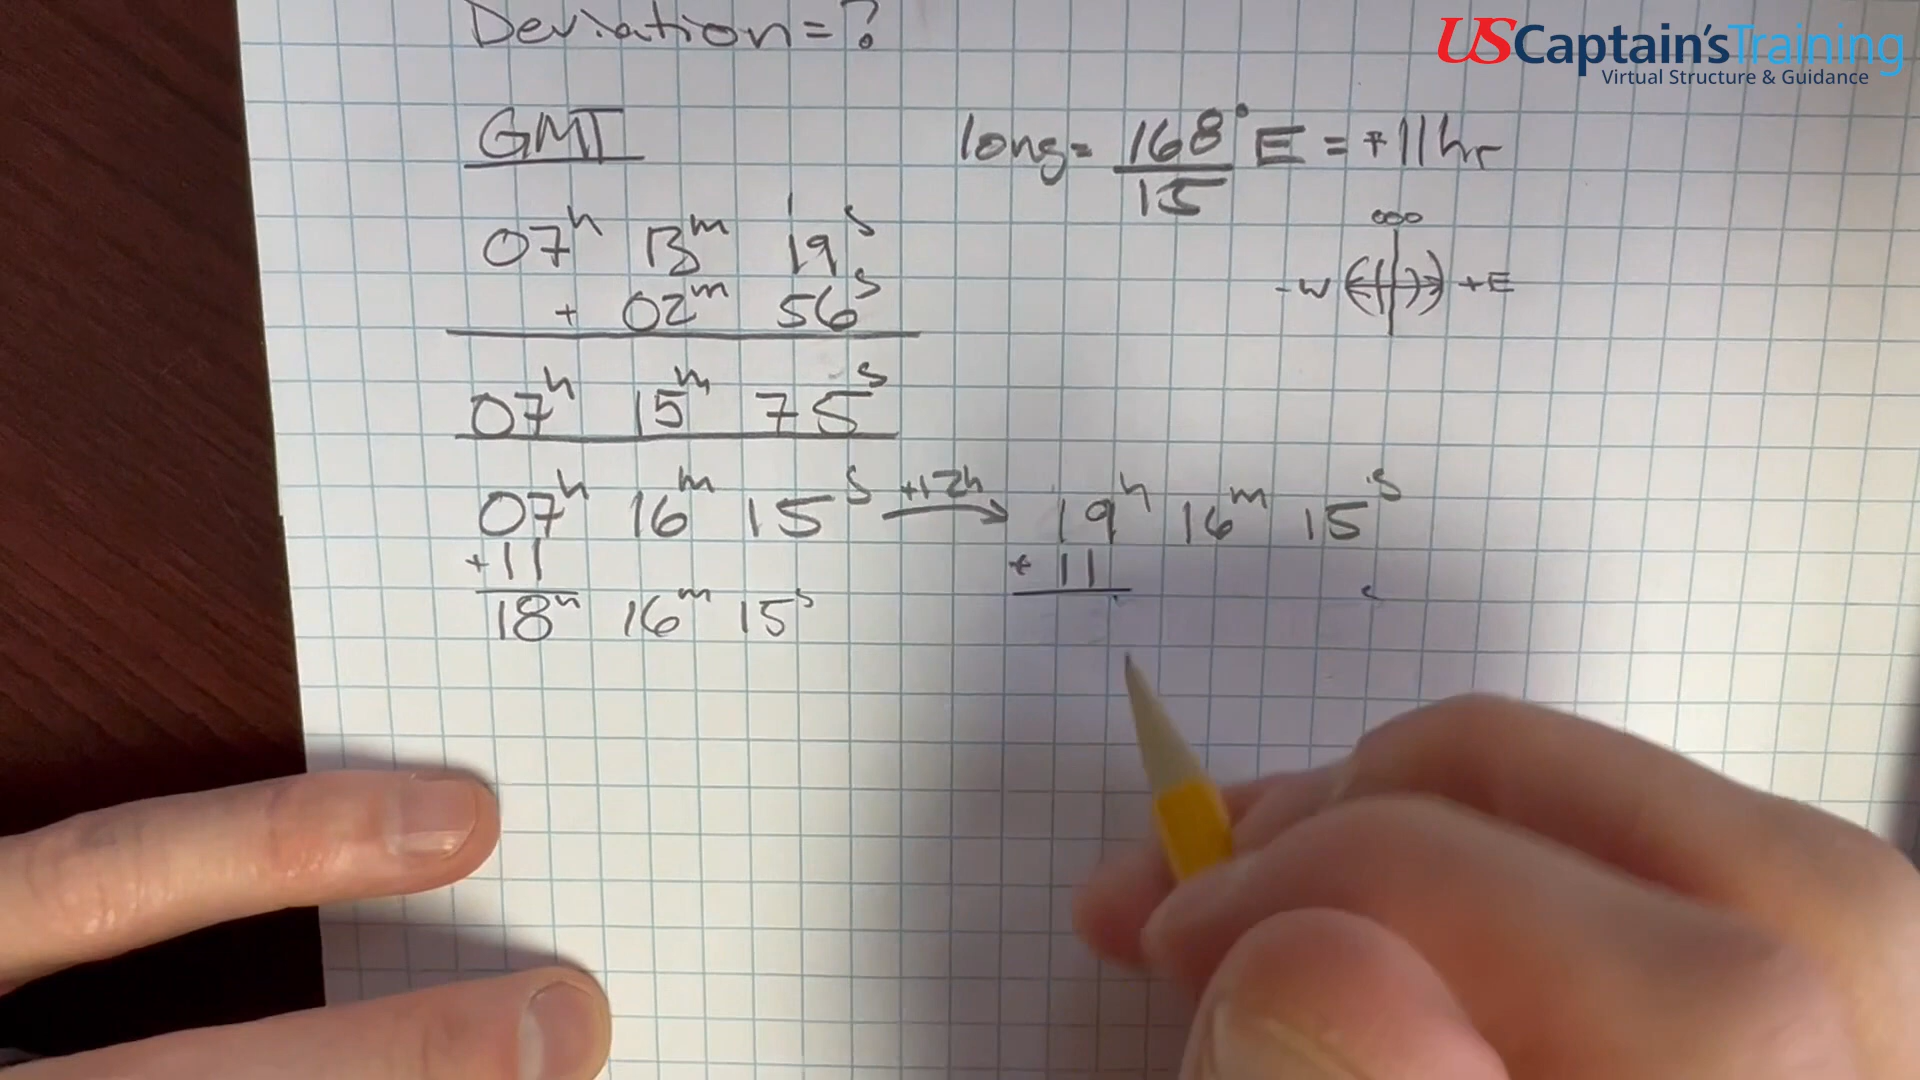 Deviation=?
USCaptain'sTraining
Virtual Structure & Guidance
GMT
long= 168° E = +11hr
15
07h 13m 19s
+ 02m 56s
000
-W +E
07h 15m 75s
07h 16m 15s +12h 19h 16m 15s
+11 + 11
18h 16m 15s